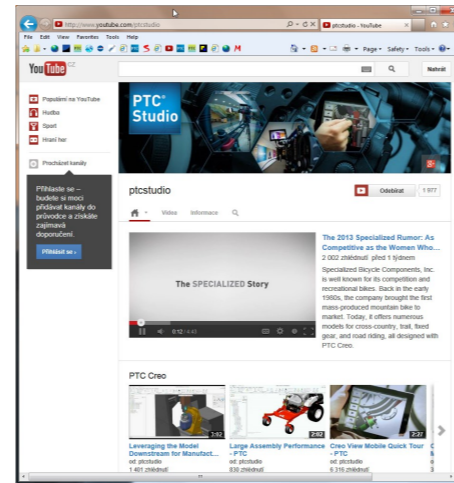 http://www.youtube.com/ptcstudio
ptcstudio - YouTube
File Edit View Favorites Tools Help
Page Safety Tools
You Tube CZ
Nahrát
Populární na YouTube
Hudba
Sport
Hraní her
Procházet kanály
Přihlaste se –
budete si moci
přidávat kanály do
průvodce a získáte
zajímavá
doporučení.
Přihlásit se ›
PTC®
Studio
ptcstudio
Odebírat 1 977
Videa Informace
The SPECIALIZED Story
0:12 / 4:43
The 2013 Specialized Rumor: As
Competitive as the Women Who...
2 002 zhlédnutí před 1 týdnem
Specialized Bicycle Components, Inc.
is well known for its competition and
recreational bikes. Back in the early
1980s, the company brought the first
mass-produced mountain bike to
market. Today, it offers numerous
models for cross-country, trail, fixed
gear, and road riding, all designed with
PTC Creo.
PTC Creo
3:02
2:02
2:27
Leveraging the Model
Downstream for Manufact...
od: ptcstudio
1 401 zhlédnutí
Large Assembly Performance
- PTC
od: ptcstudio
830 zhlédnutí
Creo View Mobile Quick Tour
- PTC
od: ptcstudio
6 316 zhlédnutí